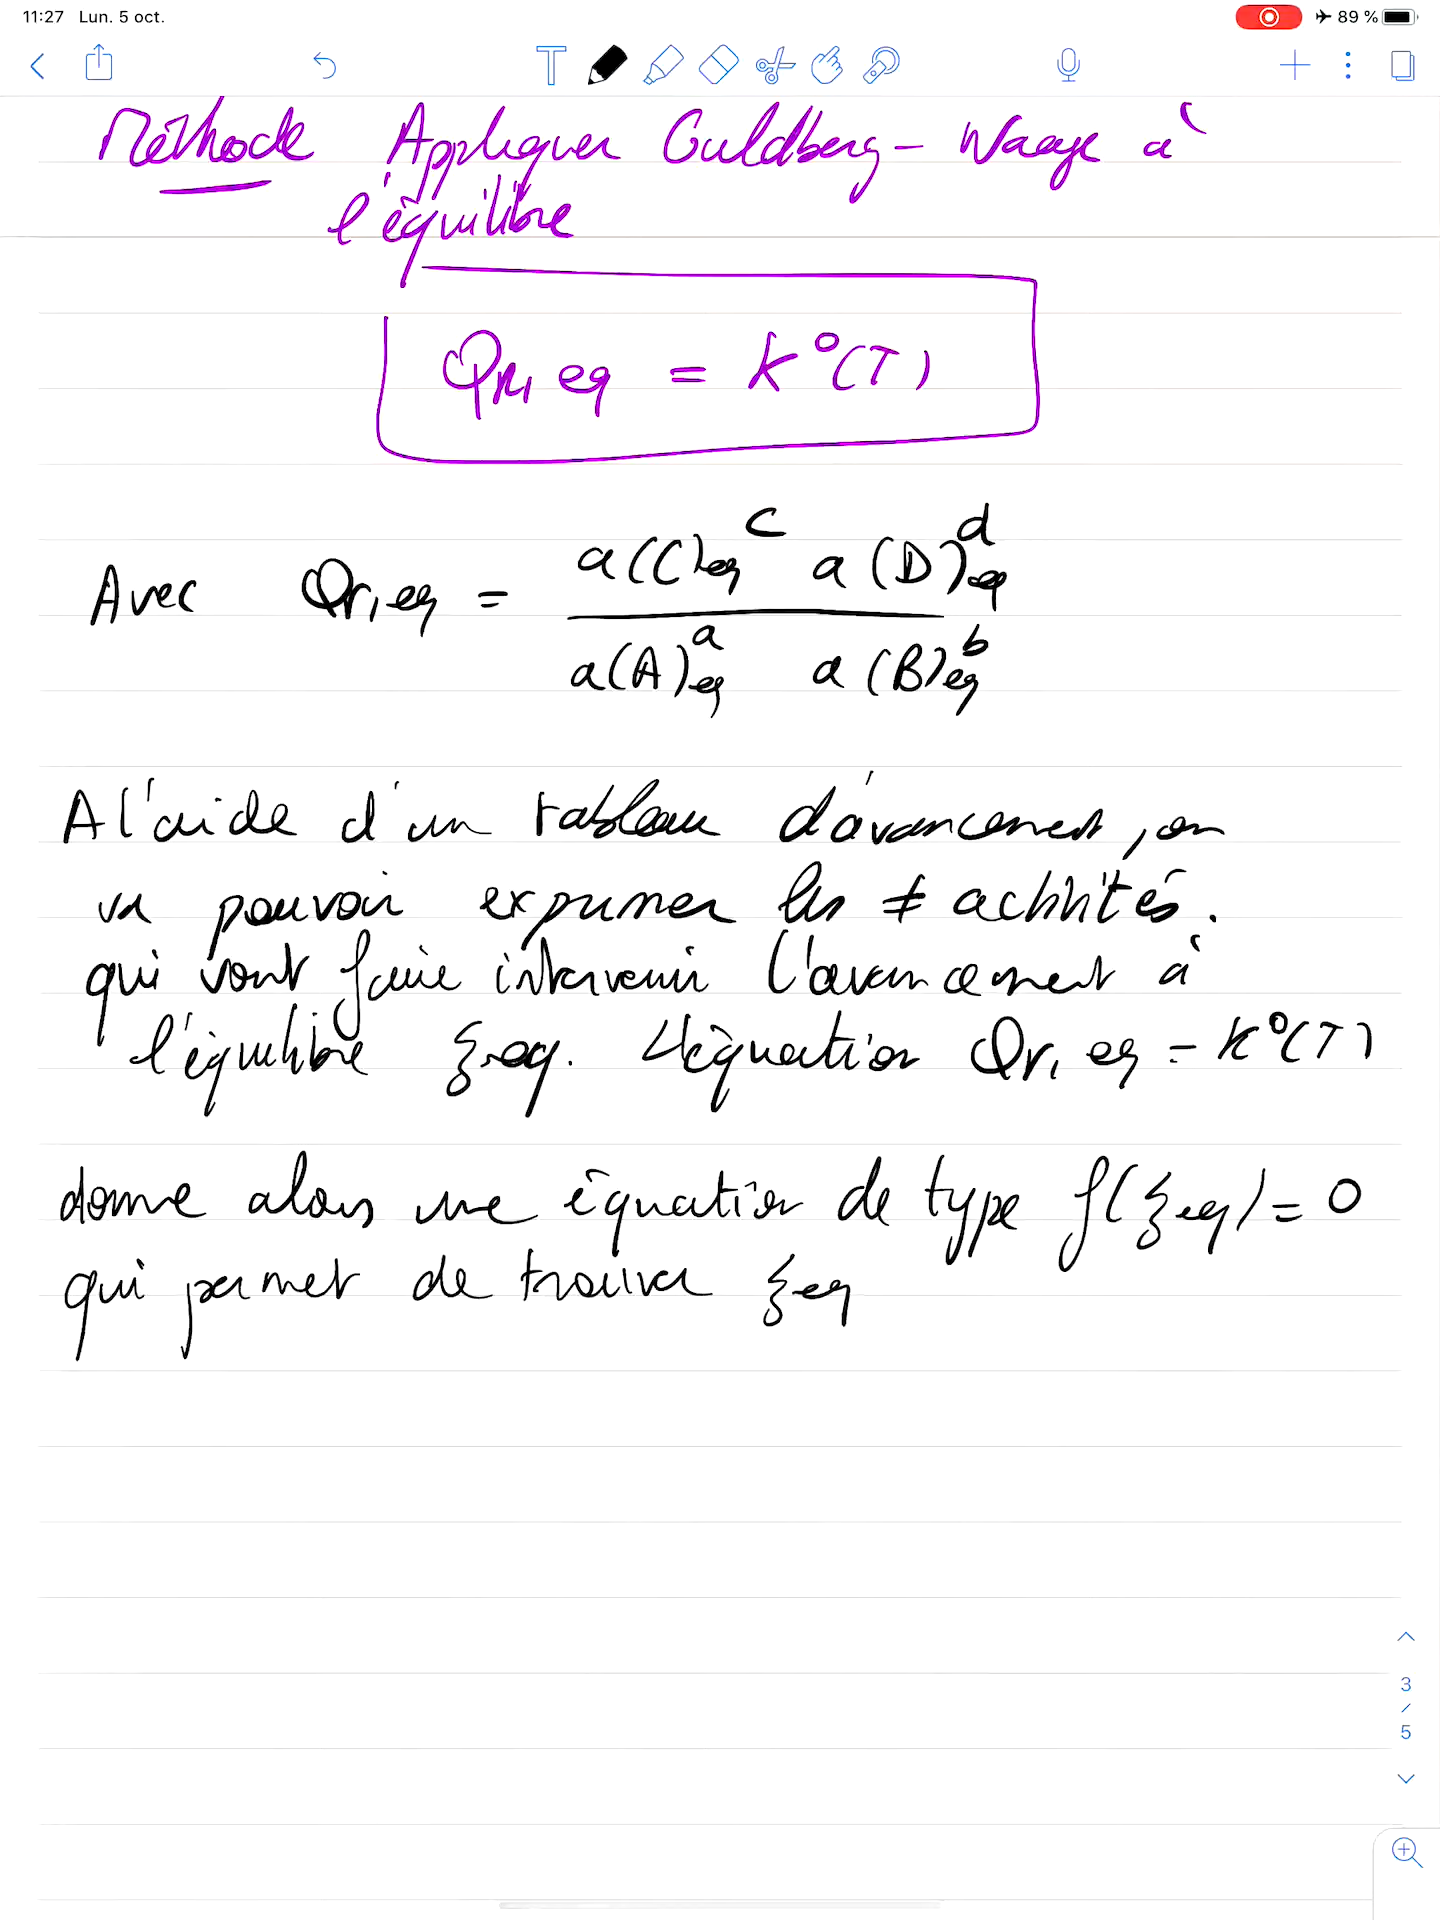 11:27 Lun. 5 oct. 89 %
Méthode Appliquer Guldberg-Waage à
l'équilibre
Qr, eq = K°(T)
Avec Qr, eq = a(C)eq^c a(D)eq^d / a(A)eq^a a(B)eq^b
A l'aide d'un tableau d'avancement, on
va pouvoir exprimer les ≠ activités.
qui vont faire intervenir l'avancement à
l'équilibre ξeq. L'équation Qr, eq = K°(T)
donne alors une équation de type f(ξeq) = 0
qui permet de trouver ξeq
3
/
5